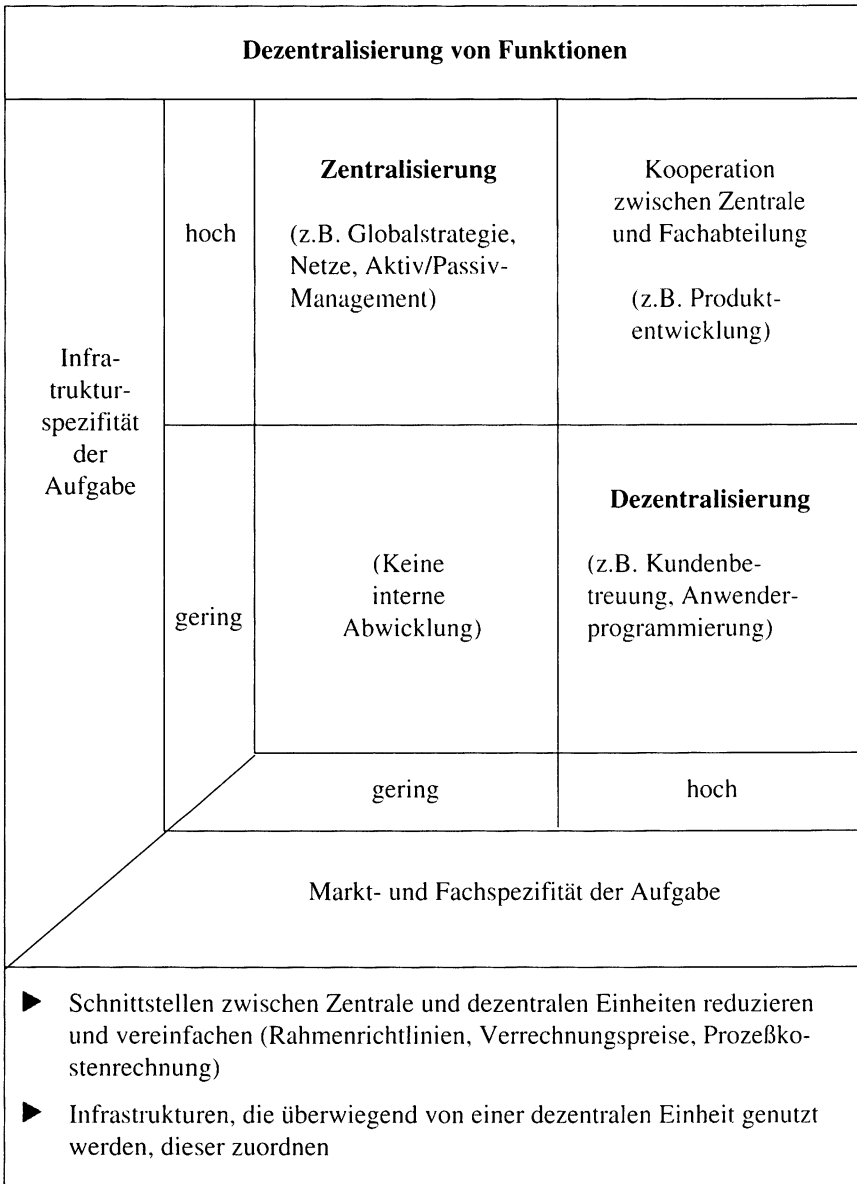 Dezentralisierung von Funktionen
Infra-
trukturspezifität
der
Aufgabe
hoch
Zentralisierung
(z.B. Globalstrategie,
Netze, Aktiv/Passiv-
Management)
Kooperation
zwischen Zentrale
und Fachabteilung
(z.B. Produkt-
entwicklung)
gering
(Keine
interne
Abwicklung)
Dezentralisierung
(z.B. Kundenbe-
treuung, Anwender-
programmierung)
gering
hoch
Markt- und Fachspezifität der Aufgabe
► Schnittstellen zwischen Zentrale und dezentralen Einheiten reduzieren
und vereinfachen (Rahmenrichtlinien, Verrechnungspreise, Prozeßko-
stenrechnung)
► Infrastrukturen, die überwiegend von einer dezentralen Einheit genutzt
werden, dieser zuordnen